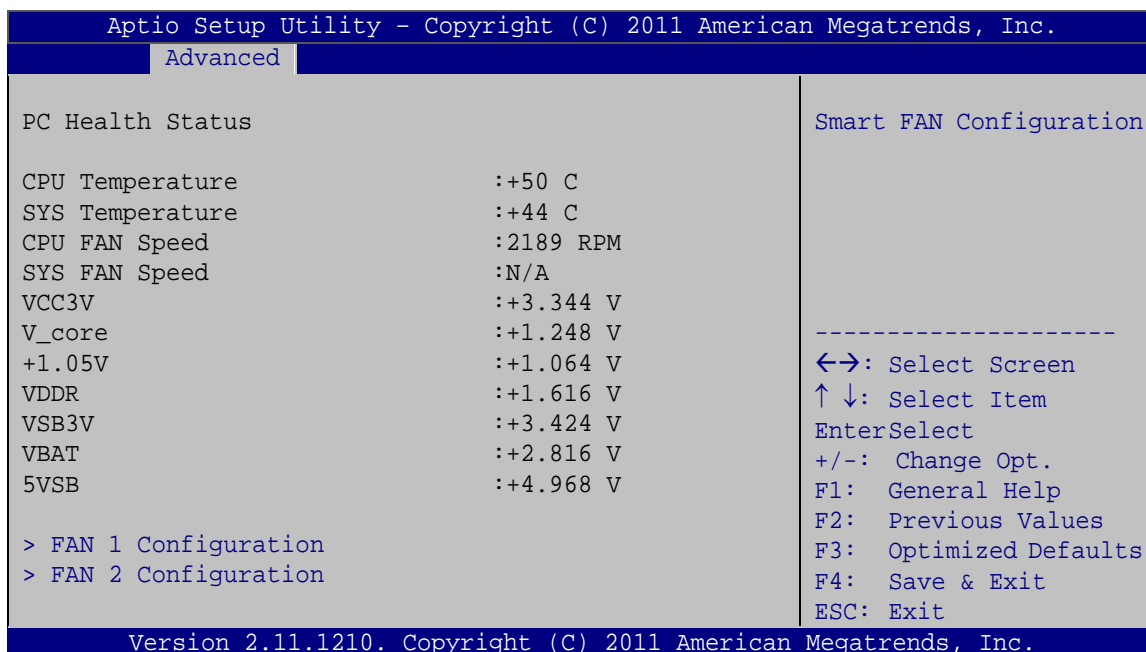 Aptio Setup Utility – Copyright (C) 2011 American Megatrends, Inc.
Advanced
PC Health Status
CPU Temperature :+50 C
SYS Temperature :+44 C
CPU FAN Speed :2189 RPM
SYS FAN Speed :N/A
VCC3V :+3.344 V
V_core :+1.248 V
+1.05V :+1.064 V
VDDR :+1.616 V
VSB3V :+3.424 V
VBAT :+2.816 V
5VSB :+4.968 V
> FAN 1 Configuration
> FAN 2 Configuration
Smart FAN Configuration
---------------------
←→: Select Screen
↑ ↓: Select Item
EnterSelect
+/-: Change Opt.
F1: General Help
F2: Previous Values
F3: Optimized Defaults
F4: Save & Exit
ESC: Exit
Version 2.11.1210. Copyright (C) 2011 American Megatrends, Inc.